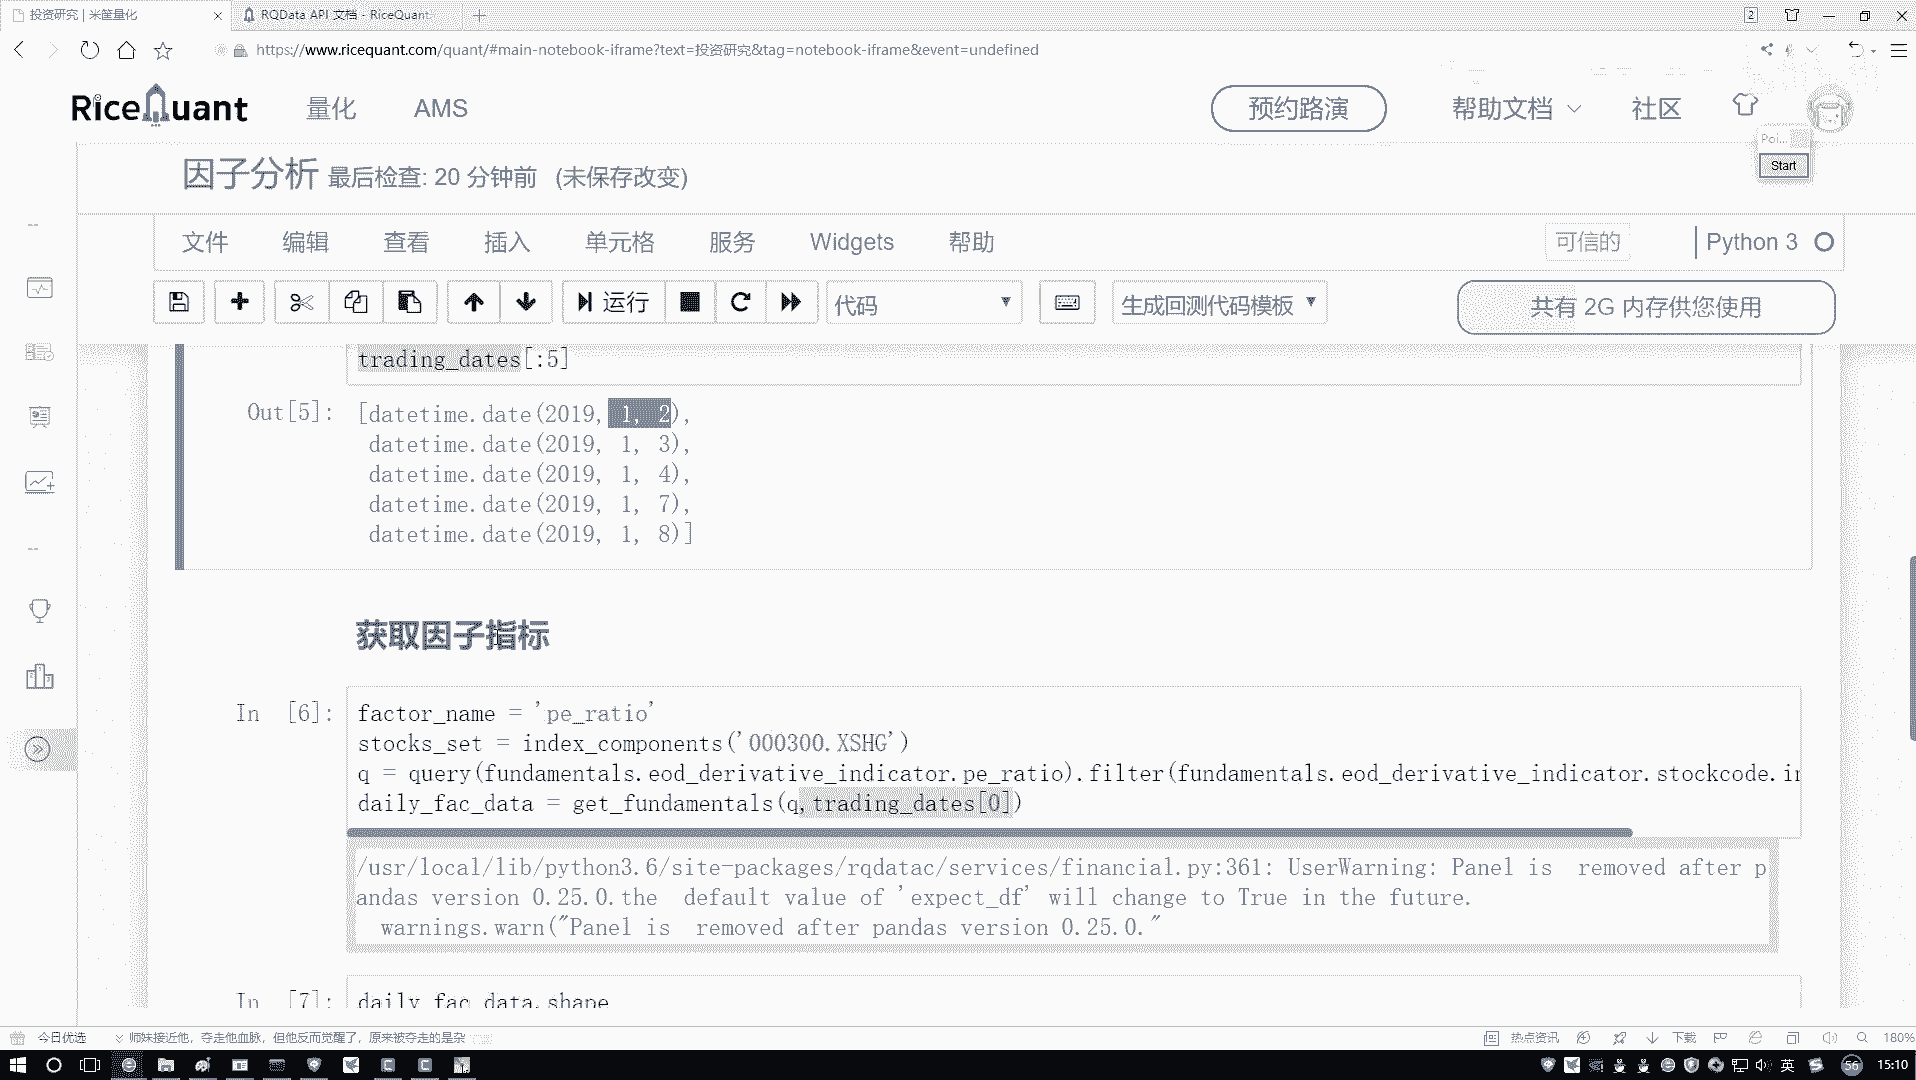 投资研究 | 米筐量化
RQData API 文档 - RiceQuant
2
https://www.ricequant.com/quant/#main-notebook-iframe?text=投资研究&tag=notebook-iframe&event=undefined
RiceQuant
量化
AMS
预约路演
帮助文档
社区
Poi...
Start
因子分析 最后检查: 20 分钟前 (未保存改变)
文件
编辑
查看
插入
单元格
服务
Widgets
帮助
可信的
Python 3
运行
代码
生成回测代码模板
共有 2G 内存供您使用
trading_dates[:5]
Out[5]:
[datetime.date(2019, 1, 2),
datetime.date(2019, 1, 3),
datetime.date(2019, 1, 4),
datetime.date(2019, 1, 7),
datetime.date(2019, 1, 8)]
获取因子指标
In [6]:
factor_name = 'pe_ratio'
stocks_set = index_components('000300.XSHG')
q = query(fundamentals.eod_derivative_indicator.pe_ratio).filter(fundamentals.eod_derivative_indicator.stockcode.in
daily_fac_data = get_fundamentals(q,trading_dates[0])
/usr/local/lib/python3.6/site-packages/rqdatac/services/financial.py:361: UserWarning: Panel is  removed after p
andas version 0.25.0.the  default value of 'expect_df' will change to True in the future.
warnings.warn("Panel is  removed after pandas version 0.25.0."
In [7]:
daily_fac_data.shape
今日优选
师妹接近他，夺走他血脉，但他反而觉醒了，原来被夺走的是杂
热点资讯
下载
180%
英
56
15:10